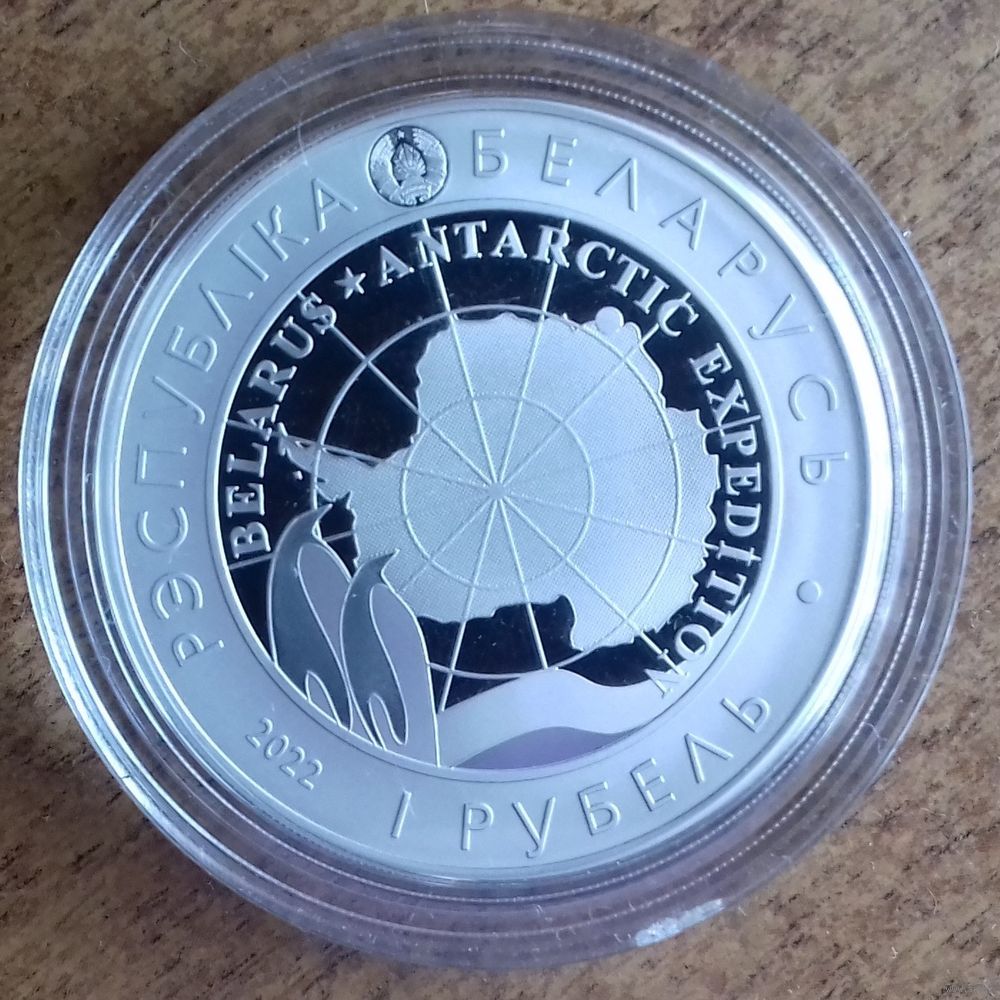 РЭСПУБЛІКА БЕЛАРУСЬ
BELARUS ★ ANTARCTIC EXPEDITION
2022
1 РУБЕЛЬ